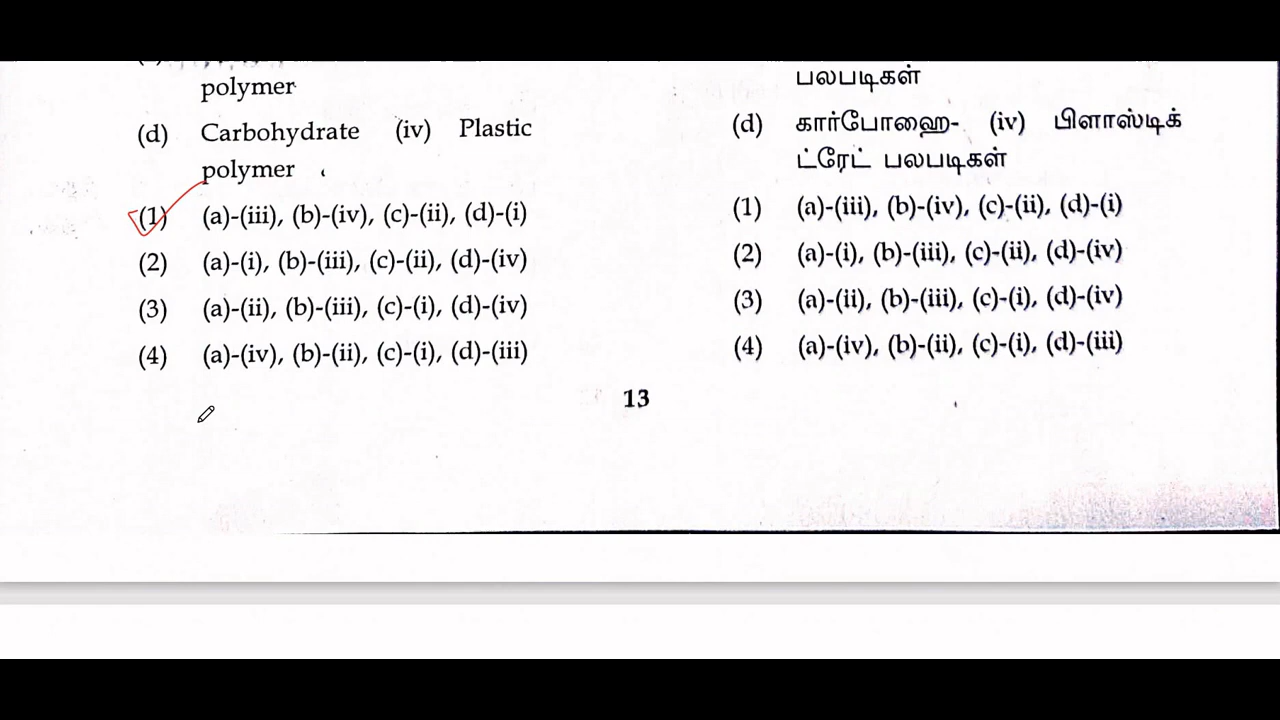 polymer
(d) Carbohydrate (iv) Plastic
polymer
(1) (a)-(iii), (b)-(iv), (c)-(ii), (d)-(i)
(2) (a)-(i), (b)-(iii), (c)-(ii), (d)-(iv)
(3) (a)-(ii), (b)-(iii), (c)-(i), (d)-(iv)
(4) (a)-(iv), (b)-(ii), (c)-(i), (d)-(iii)
பலபடிகள்
(d) கார்போஹை- (iv) பிளாஸ்டிக்
ட்ரேட் பலபடிகள்
(1) (a)-(iii), (b)-(iv), (c)-(ii), (d)-(i)
(2) (a)-(i), (b)-(iii), (c)-(ii), (d)-(iv)
(3) (a)-(ii), (b)-(iii), (c)-(i), (d)-(iv)
(4) (a)-(iv), (b)-(ii), (c)-(i), (d)-(iii)
13